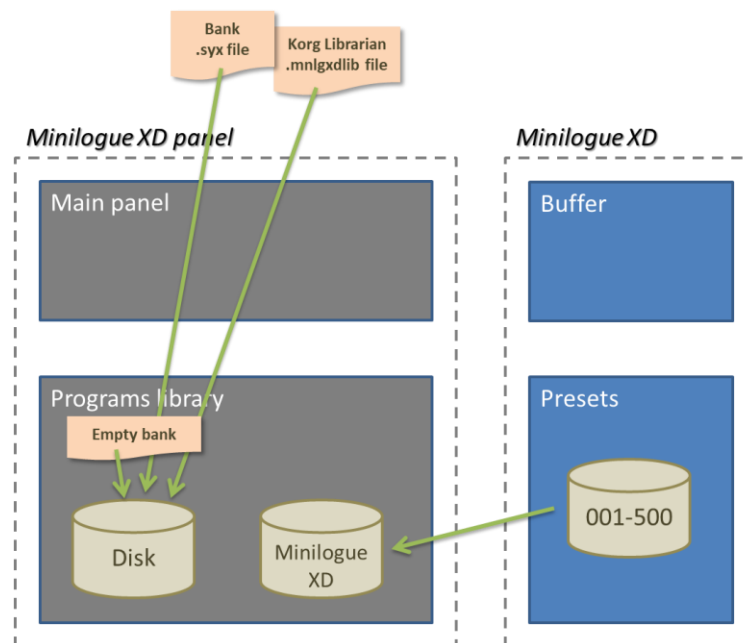 Bank
.syx file
Korg Librarian
.mnlgxdlib file
Minilogue XD panel
Minilogue XD
Main panel
Buffer
Programs library
Presets
Empty bank
Disk
Minilogue
XD
001-500